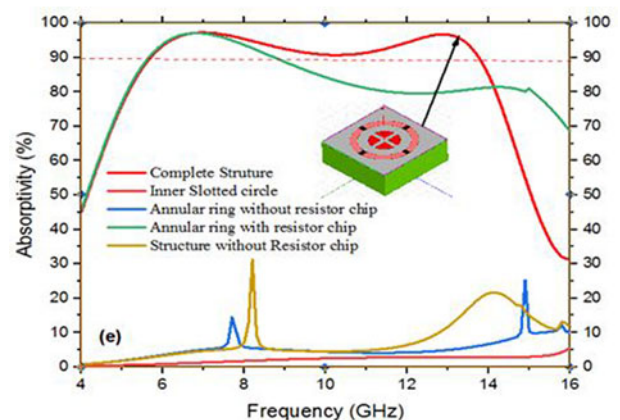 100
90
80
70
60
50
40
30
20
10
0
100
90
80
70
60
50
40
30
20
10
0
Absorptivity (%)
Complete Struture
Inner Slotted circle
Annular ring without resistor chip
Annular ring with resistor chip
Structure without Resistor chip
(e)
4 6 8 10 12 14 16
Frequency (GHz)